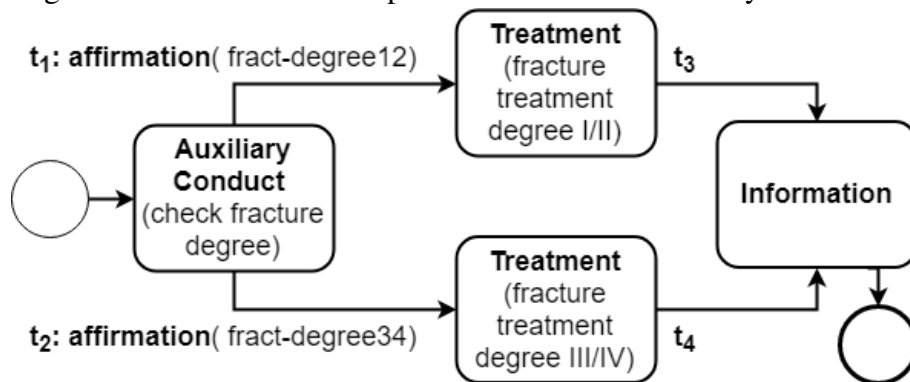 t1: affirmation( fract-degree12)
Treatment
(fracture
treatment
degree I/II)
t3
Auxiliary
Conduct
(check fracture
degree)
Information
t2: affirmation( fract-degree34)
Treatment
(fracture
treatment
degree III/IV)
t4